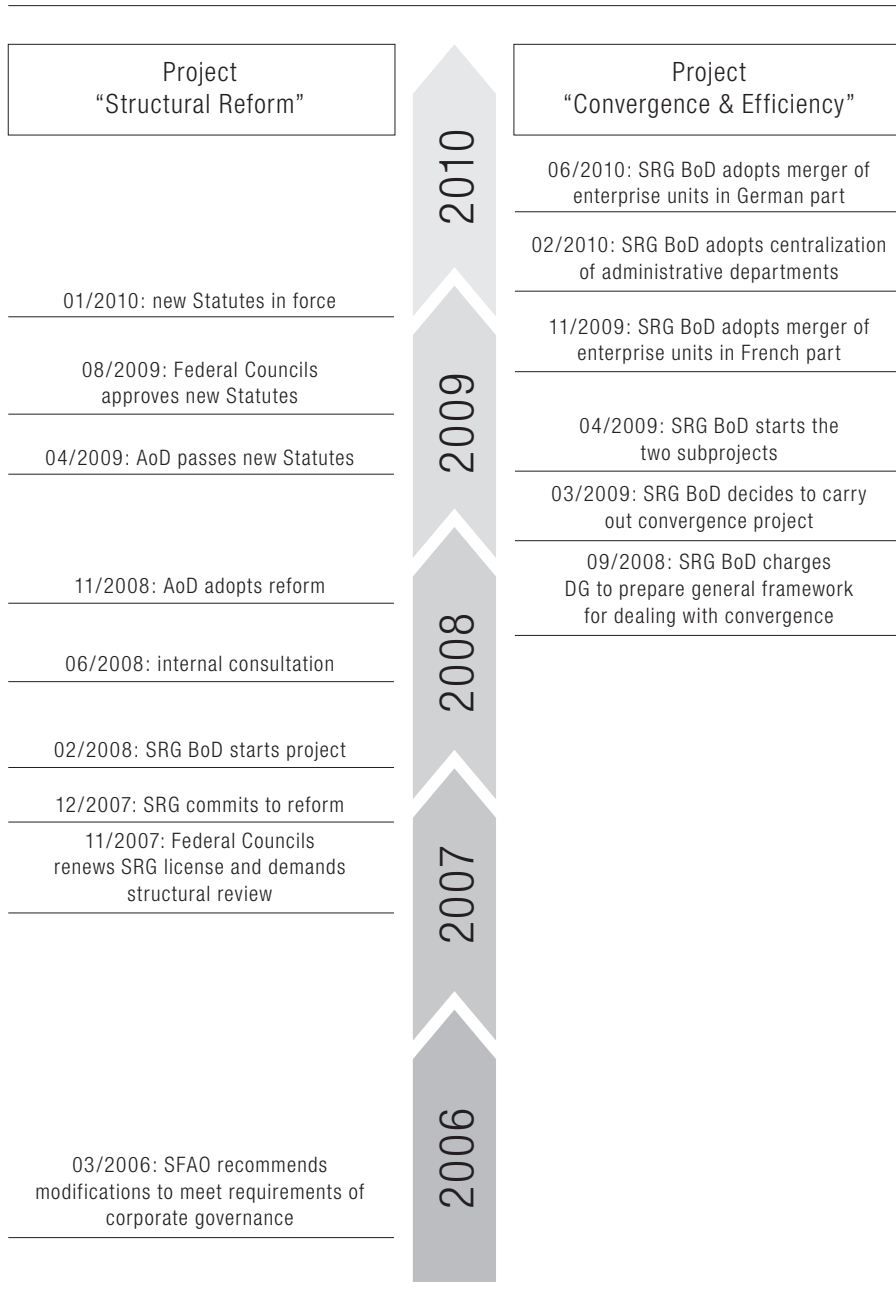 Project
“Structural Reform”
01/2010: new Statutes in force
08/2009: Federal Councils
approves new Statutes
04/2009: AoD passes new Statutes
11/2008: AoD adopts reform
06/2008: internal consultation
02/2008: SRG BoD starts project
12/2007: SRG commits to reform
11/2007: Federal Councils
renews SRG license and demands
structural review
03/2006: SFAO recommends
modifications to meet requirements of
corporate governance
2010
2009
2008
2007
2006
Project
“Convergence & Efficiency”
06/2010: SRG BoD adopts merger of
enterprise units in German part
02/2010: SRG BoD adopts centralization
of administrative departments
11/2009: SRG BoD adopts merger of
enterprise units in French part
04/2009: SRG BoD starts the
two subprojects
03/2009: SRG BoD decides to carry
out convergence project
09/2008: SRG BoD charges
DG to prepare general framework
for dealing with convergence